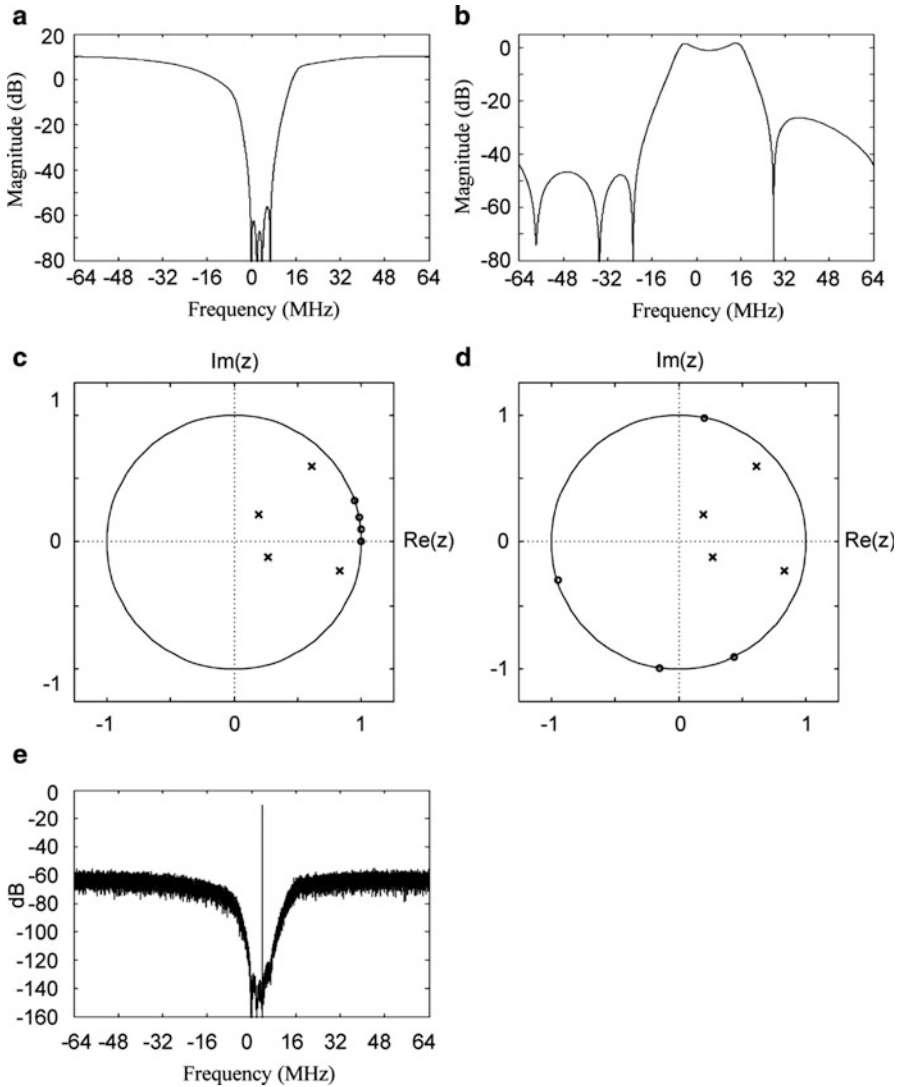 a
20
0
-20
-40
-60
-80
Magnitude (dB)
-64 -48 -32 -16 0 16 32 48 64
Frequency (MHz)
b
0
-20
-40
-60
-80
Magnitude (dB)
-64 -48 -32 -16 0 16 32 48 64
Frequency (MHz)
c
Im(z)
1
0
-1
Re(z)
-1 0 1
d
Im(z)
1
0
-1
Re(z)
-1 0 1
e
0
-20
-40
-60
-80
-100
-120
-140
-160
dB
-64 -48 -32 -16 0 16 32 48 64
Frequency (MHz)